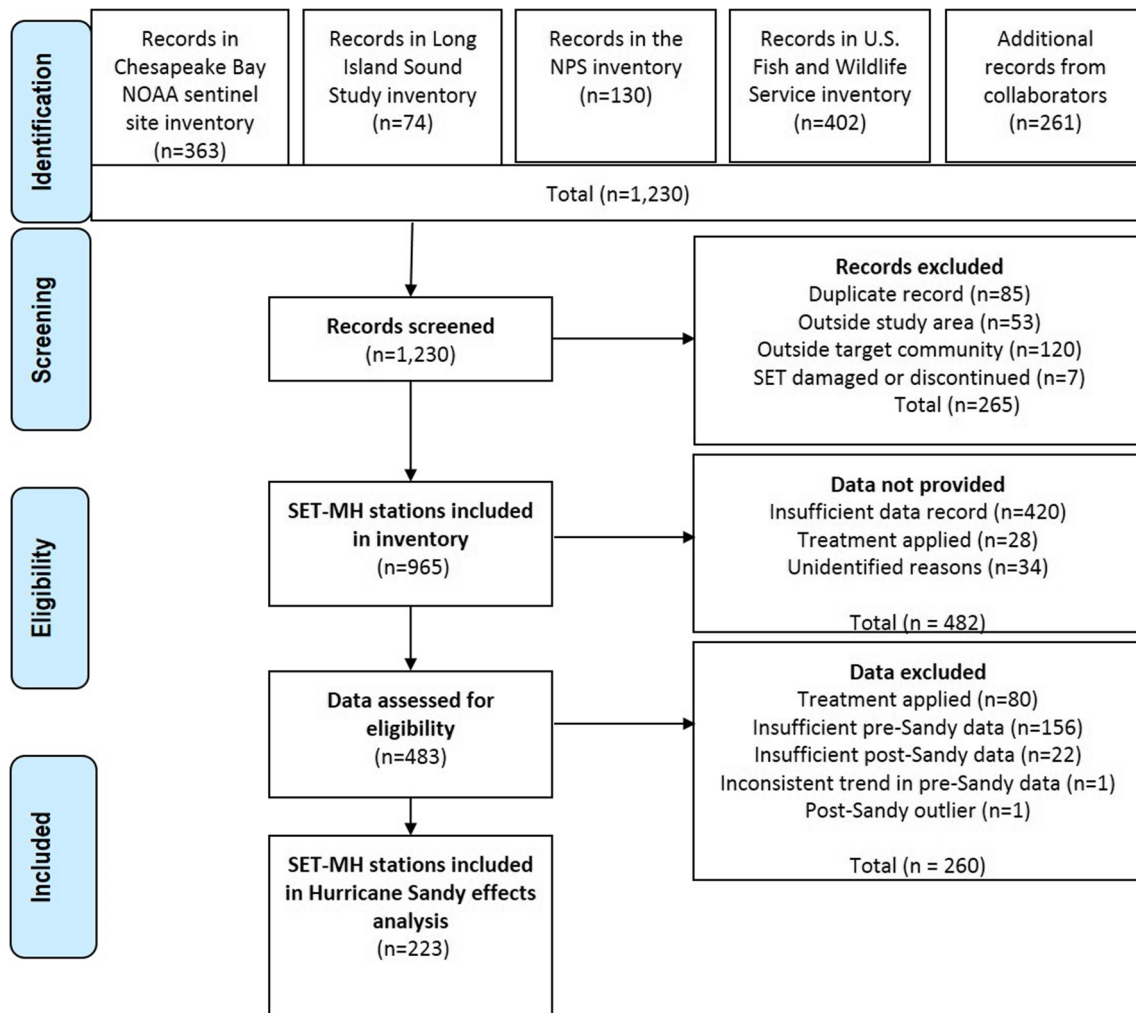 Identification
Records in
Chesapeake Bay
NOAA sentinel
site inventory
(n=363)
Records in Long
Island Sound
Study inventory
(n=74)
Records in the
NPS inventory
(n=130)
Records in U.S.
Fish and Wildlife
Service inventory
(n=402)
Additional
records from
collaborators
(n=261)
Total (n=1,230)
Screening
Records screened
(n=1,230)
Records excluded
Duplicate record (n=85)
Outside study area (n=53)
Outside target community (n=120)
SET damaged or discontinued (n=7)
Total (n=265)
Eligibility
SET-MH stations included
in inventory
(n=965)
Data not provided
Insufficient data record (n=420)
Treatment applied (n=28)
Unidentified reasons (n=34)
Total (n = 482)
Data assessed for
eligibility
(n=483)
Data excluded
Treatment applied (n=80)
Insufficient pre-Sandy data (n=156)
Insufficient post-Sandy data (n=22)
Inconsistent trend in pre-Sandy data (n=1)
Post-Sandy outlier (n=1)
Total (n = 260)
Included
SET-MH stations included
in Hurricane Sandy effects
analysis
(n=223)